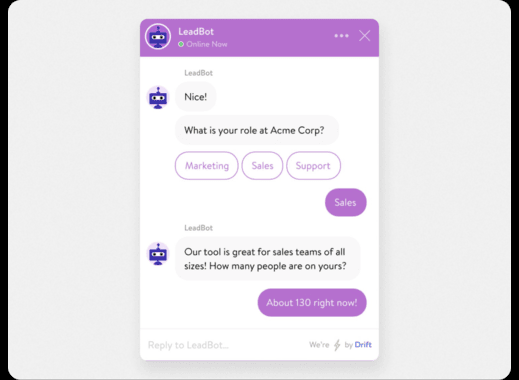 LeadBot
Online Now
LeadBot
Nice!
What is your role at Acme Corp?
Marketing
Sales
Support
Sales
LeadBot
Our tool is great for sales teams of all
sizes! How many people are on yours?
About 130 right now!
Reply to LeadBot...
We're by Drift